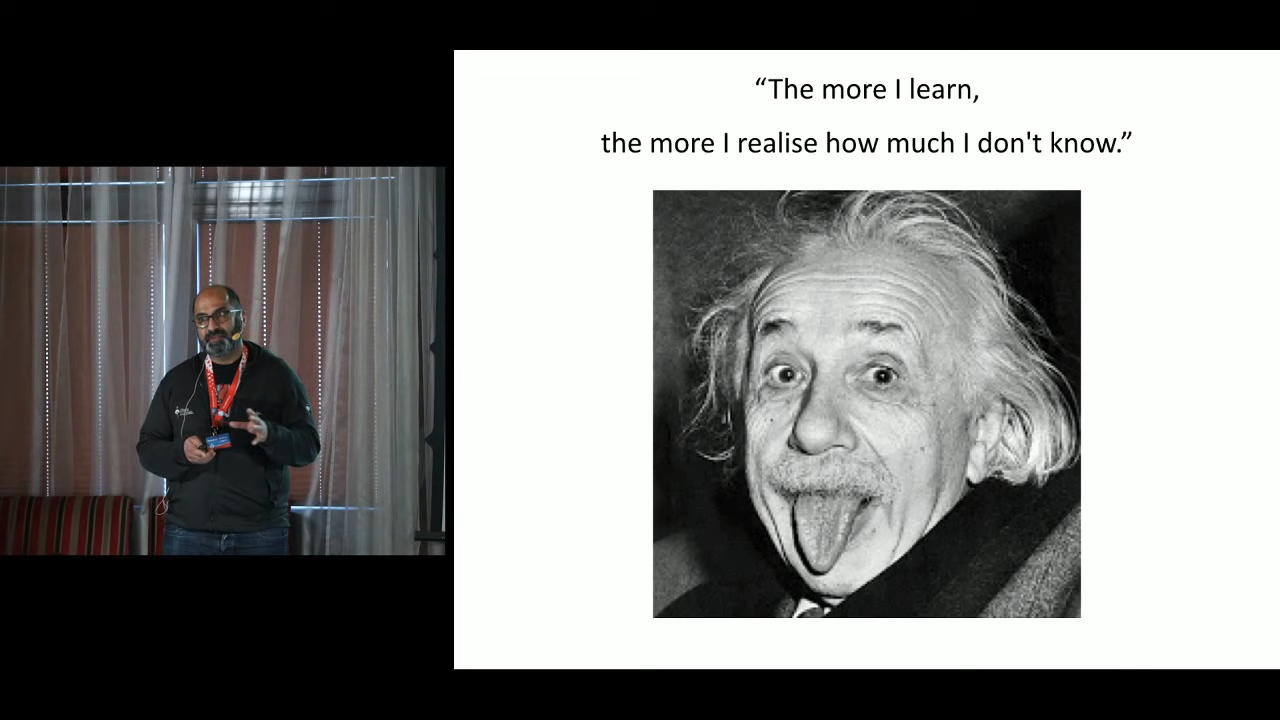 “The more I learn,
the more I realise how much I don't know.”